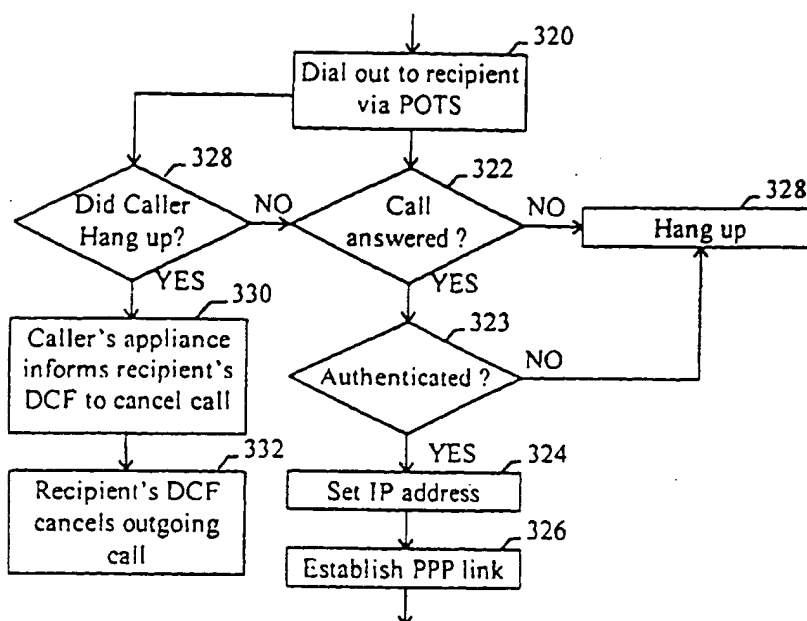 320
Dial out to recipient
via POTS
328
322
328
Did Caller
Hang up?
NO
Call
answered ?
NO
Hang up
YES
YES
330
323
Caller's appliance
informs recipient's
DCF to cancel call
Authenticated ?
NO
YES
332
324
Recipient's DCF
cancels outgoing
call
Set IP address
326
Establish PPP link